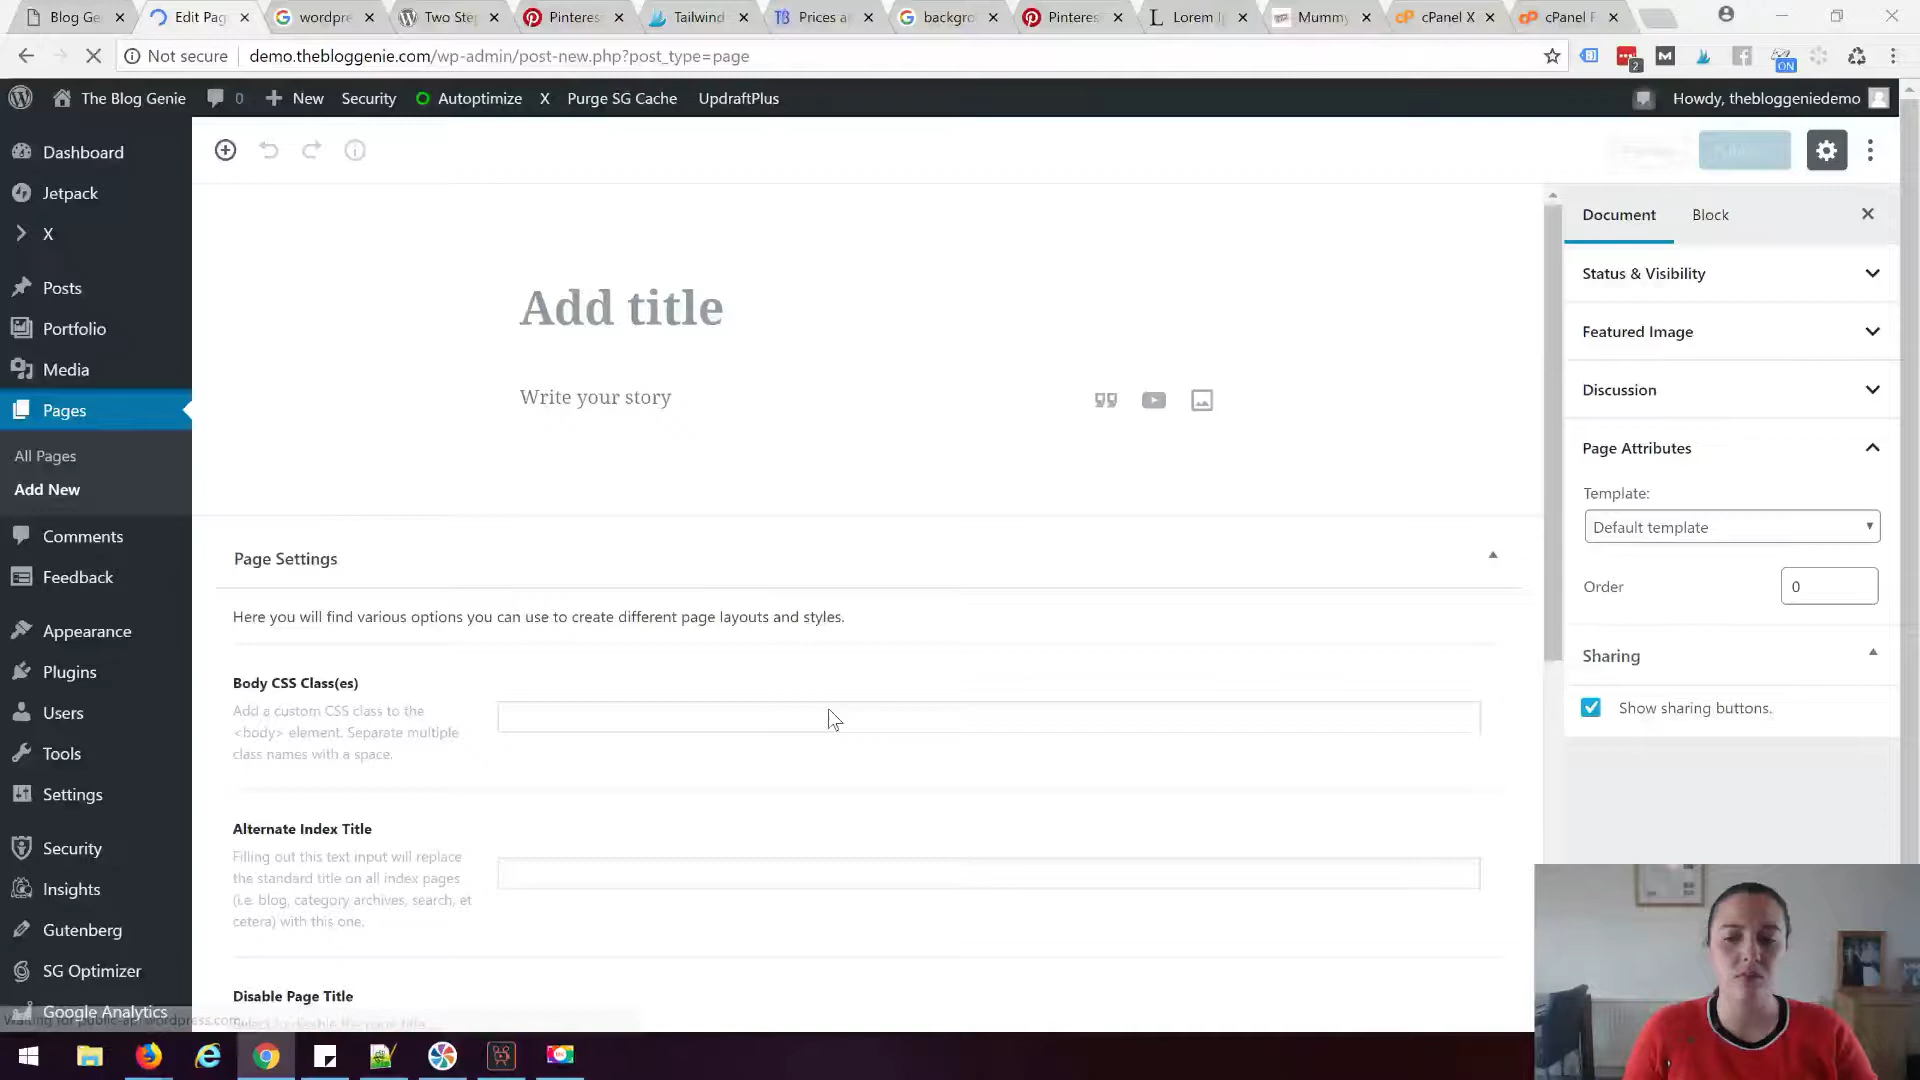 Blog Ge
Edit Pag
wordpre
Two Ste
Pinteres
Tailwind
Prices a
backgro
Pinteres
Lorem I
Mummy
cPanel X
cPanel F
Not secure
demo.thebloggenie.com/wp-admin/post-new.php?post_type=page
2
ON
The Blog Genie
0
New
Security
Autoptimize
X
Purge SG Cache
UpdraftPlus
Howdy, thebloggeniedemo
Dashboard
Jetpack
X
Posts
Portfolio
Media
Pages
All Pages
Add New
Comments
Feedback
Appearance
Plugins
Users
Tools
Settings
Security
Insights
Gutenberg
SG Optimizer
Google Analytics
Add title
Write your story
Page Settings
Here you will find various options you can use to create different page layouts and styles.
Body CSS Class(es)
Add a custom CSS class to the
<body> element. Separate multiple
class names with a space.
Alternate Index Title
Filling out this text input will replace
the standard title on all index pages
(i.e. blog, category archives, search, et
cetera) with this one.
Disable Page Title
Document
Block
Status & Visibility
Featured Image
Discussion
Page Attributes
Template:
Default template
Order
0
Sharing
Show sharing buttons.